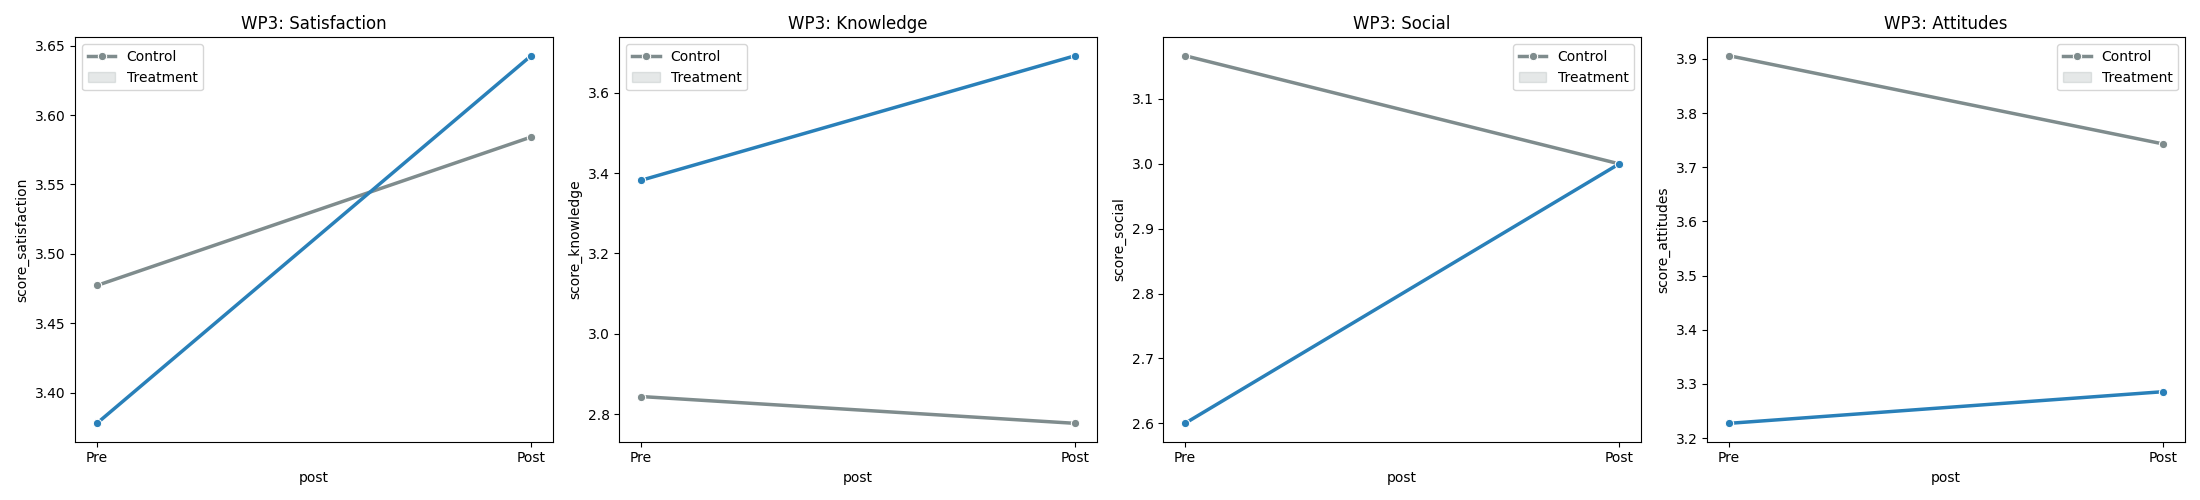 WP3: Satisfaction
score_satisfaction
3.65
3.60
3.55
3.50
3.45
3.40
Control
Treatment
Pre
Post
post
WP3: Knowledge
score_knowledge
3.6
3.4
3.2
3.0
2.8
Control
Treatment
Pre
Post
post
WP3: Social
score_social
3.1
3.0
2.9
2.8
2.7
2.6
Control
Treatment
Pre
Post
post
WP3: Attitudes
score_attitudes
3.9
3.8
3.7
3.6
3.5
3.4
3.3
3.2
Control
Treatment
Pre
Post
post